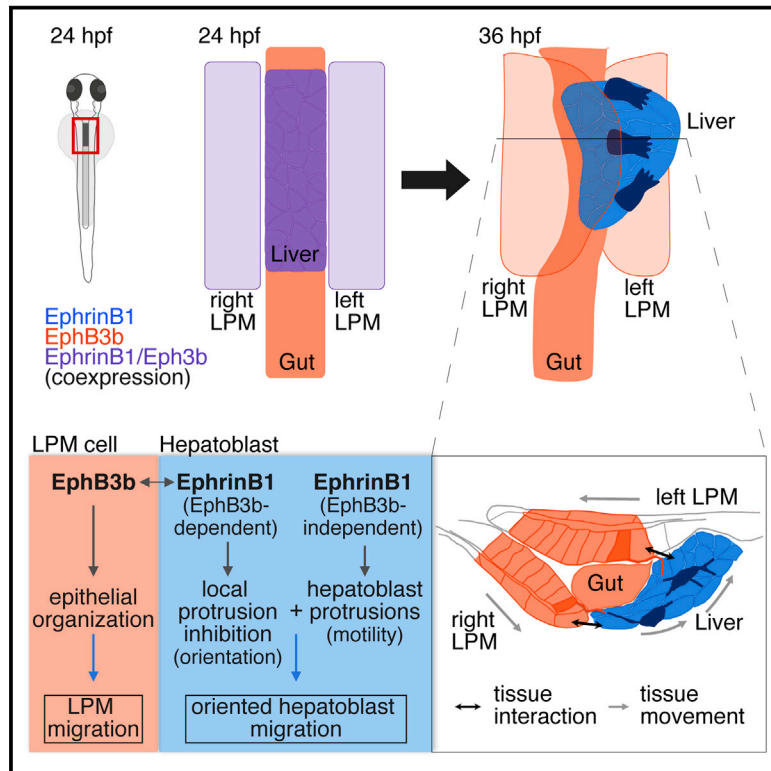 24 hpf
24 hpf
36 hpf
Liver
Liver
right
LPM
left
LPM
Gut
right
LPM
left
LPM
Gut
EphrinB1
EphB3b
EphrinB1/Eph3b
(coexpression)
LPM cell
Hepatoblast
EphB3b
EphrinB1
EphrinB1
(EphB3b-
dependent)
(EphB3b-
independent)
epithelial
organization
local
protrusion
inhibition
(orientation)
+
hepatoblast
protrusions
(motility)
LPM
migration
oriented hepatoblast
migration
left LPM
Gut
right
LPM
Liver
tissue
interaction
tissue
movement